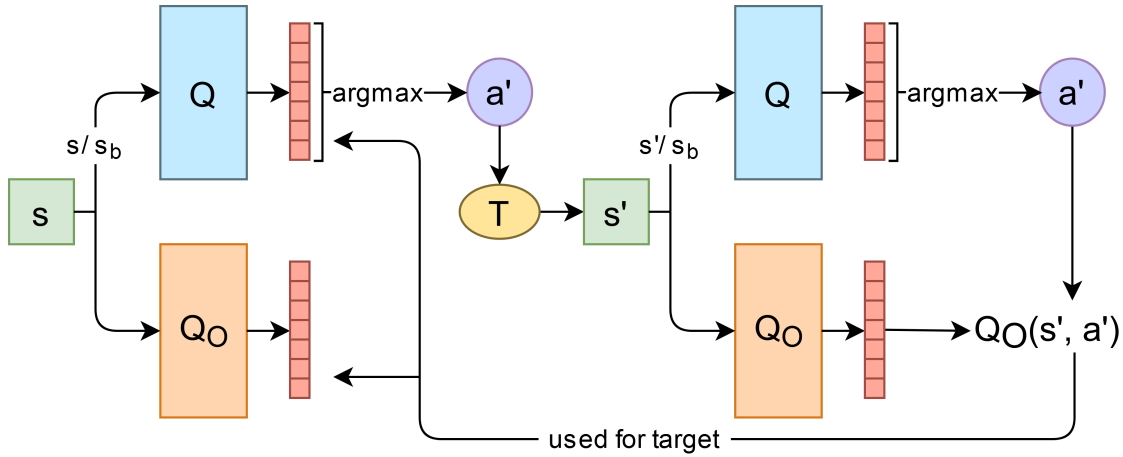 Q
argmax
a'
s/ s_b
s
T
Q_O
s'
s'/ s_b
Q
argmax
a'
Q_O
Q_O(s', a')
used for target